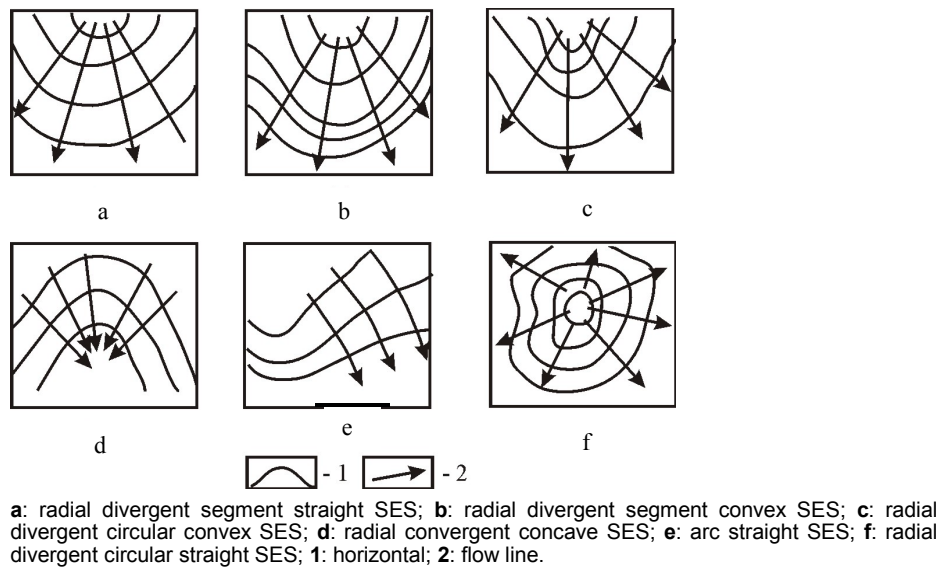 a b c
d e f
- 1 - 2
a: radial divergent segment straight SES; b: radial divergent segment convex SES; c: radial
divergent circular convex SES; d: radial convergent concave SES; e: arc straight SES; f: radial
divergent circular straight SES; 1: horizontal; 2: flow line.